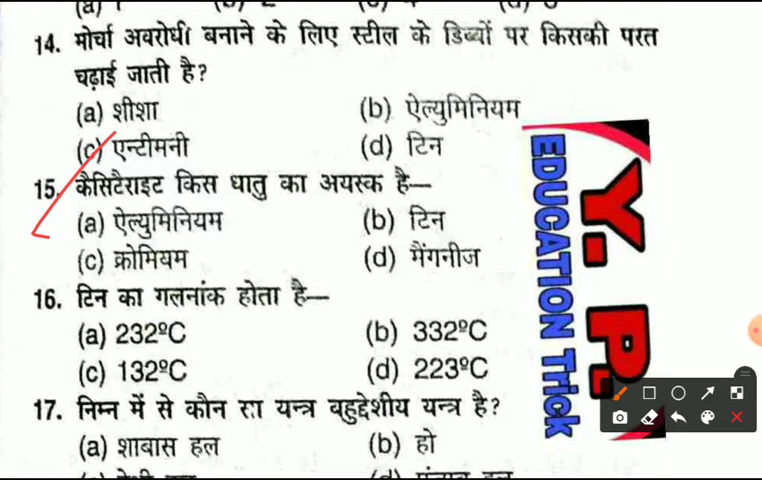 14. मोर्चा अवरोधी बनाने के लिए स्टील के डिब्बों पर किसकी परत
चढ़ाई जाती है?
(a) शीशा (b) ऐल्युमिनियम
(c) एन्टीमनी (d) टिन
15. कैसिटैराइट किस धातु का अयस्क है—
(a) ऐल्युमिनियम (b) टिन
(c) क्रोमियम (d) मैंगनीज
16. टिन का गलनांक होता है—
(a) 232ºC (b) 332ºC
(c) 132ºC (d) 223ºC
17. निम्न में से कौन सा यन्त्र बहुद्देशीय यन्त्र है?
(a) शाबास हल (b) हो
Y. P.
EDUCATION Trick